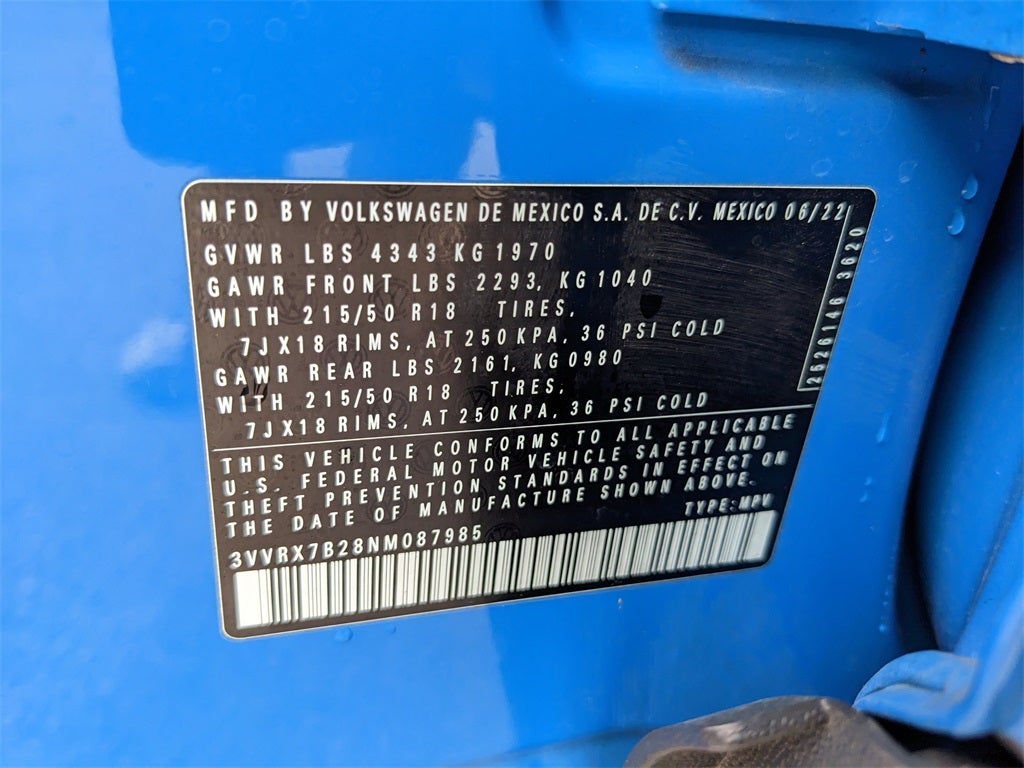 MFD BY VOLKSWAGEN DE MEXICO S.A. DE C.V. MEXICO 06/22
GVWR LBS 4343 KG 1970
GAWR FRONT LBS 2293, KG 1040
WITH 215/50 R18 TIRES,
7JX18 RIMS, AT 250 KPA, 36 PSI COLD
GAWR REAR LBS 2161, KG 0980
WITH 215/50 R18 TIRES,
7JX18 RIMS, AT 250 KPA, 36 PSI COLD
2526146 3620
THIS VEHICLE CONFORMS TO ALL APPLICABLE
U.S. FEDERAL MOTOR VEHICLE SAFETY AND
THEFT PREVENTION STANDARDS IN EFFECT ON
THE DATE OF MANUFACTURE SHOWN ABOVE.
TYPE: MPV
3VVRX7B28NM087985